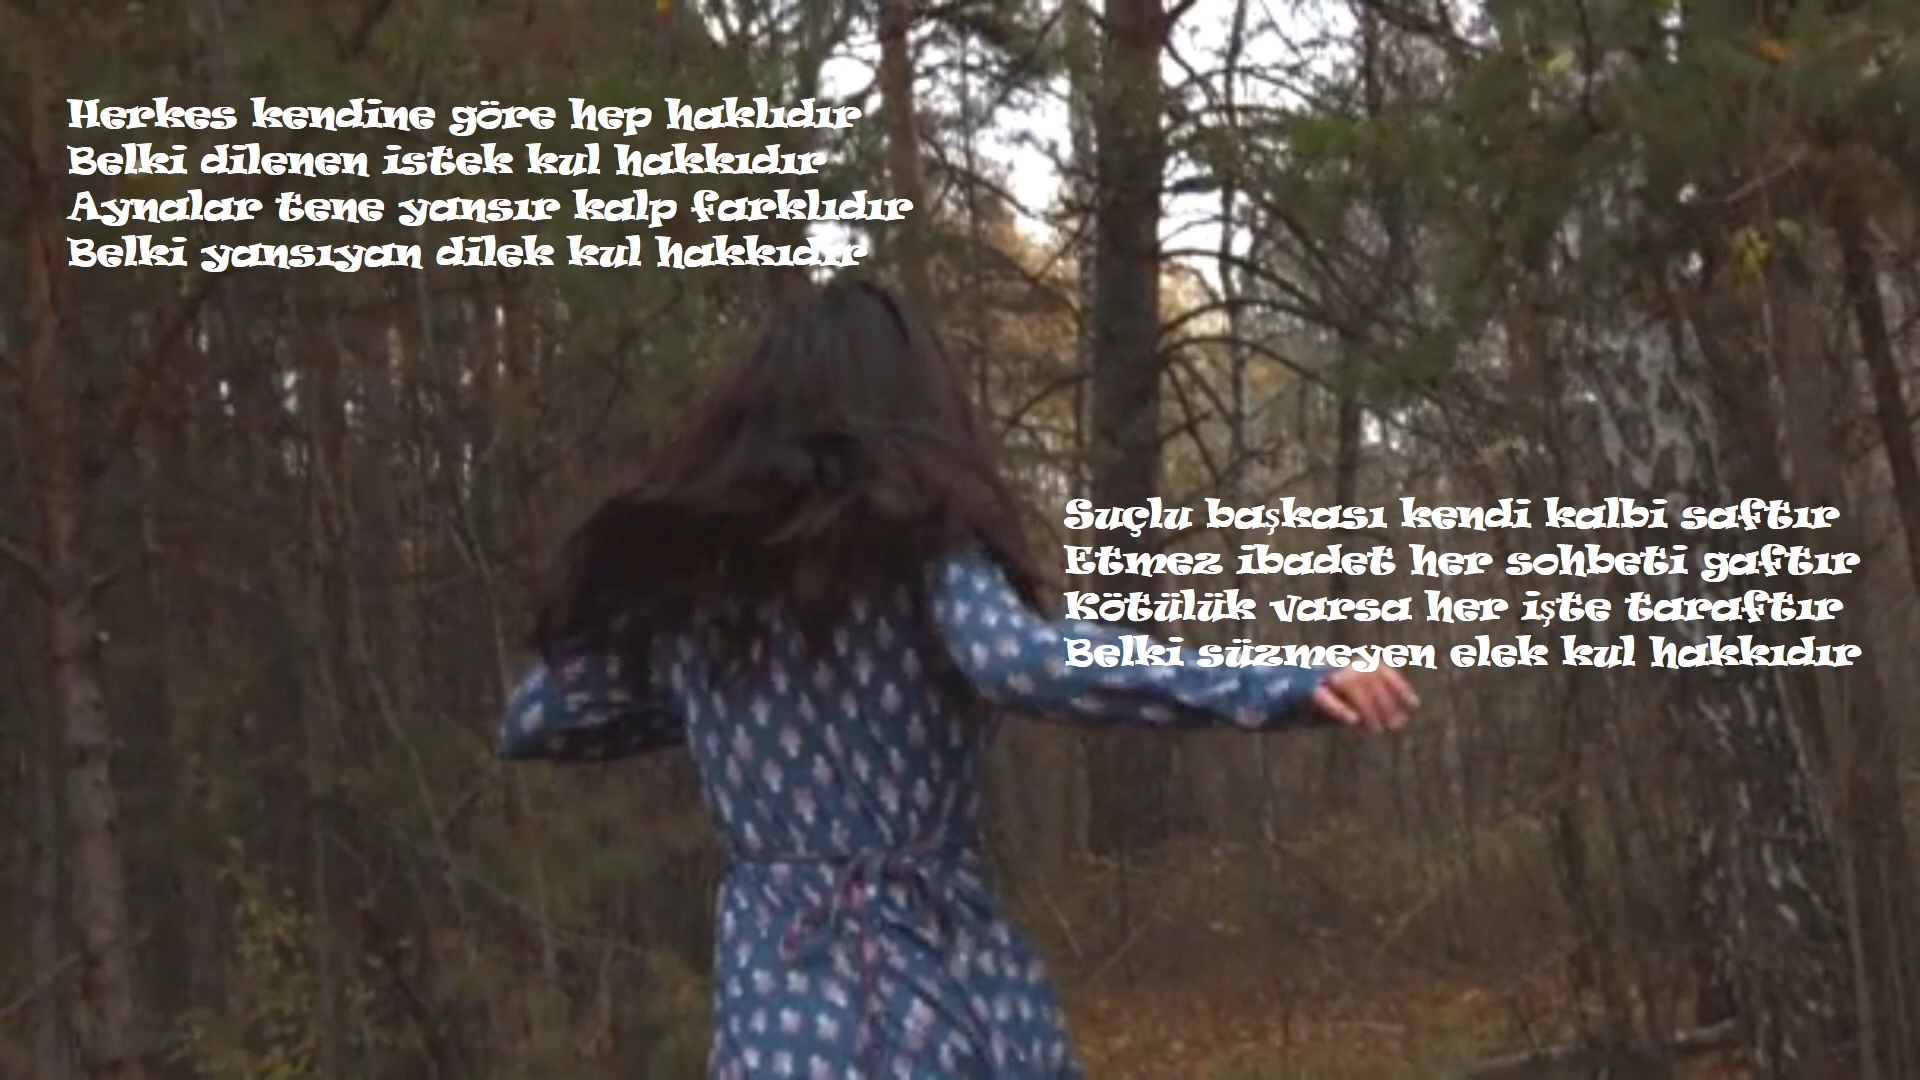 Herkes kendine göre hep haklıdır
Belki dilenen istek kul hakkıdır
Aynalar tene yansır kalp farklıdır
Belki yansıyan dilek kul hakkıdır
Suçlu başkası kendi kalbi saftır
Etmez ibadet her sohbeti gaftır
Kötülük varsa her işte taraftır
Belki süzmeyen elek kul hakkıdır